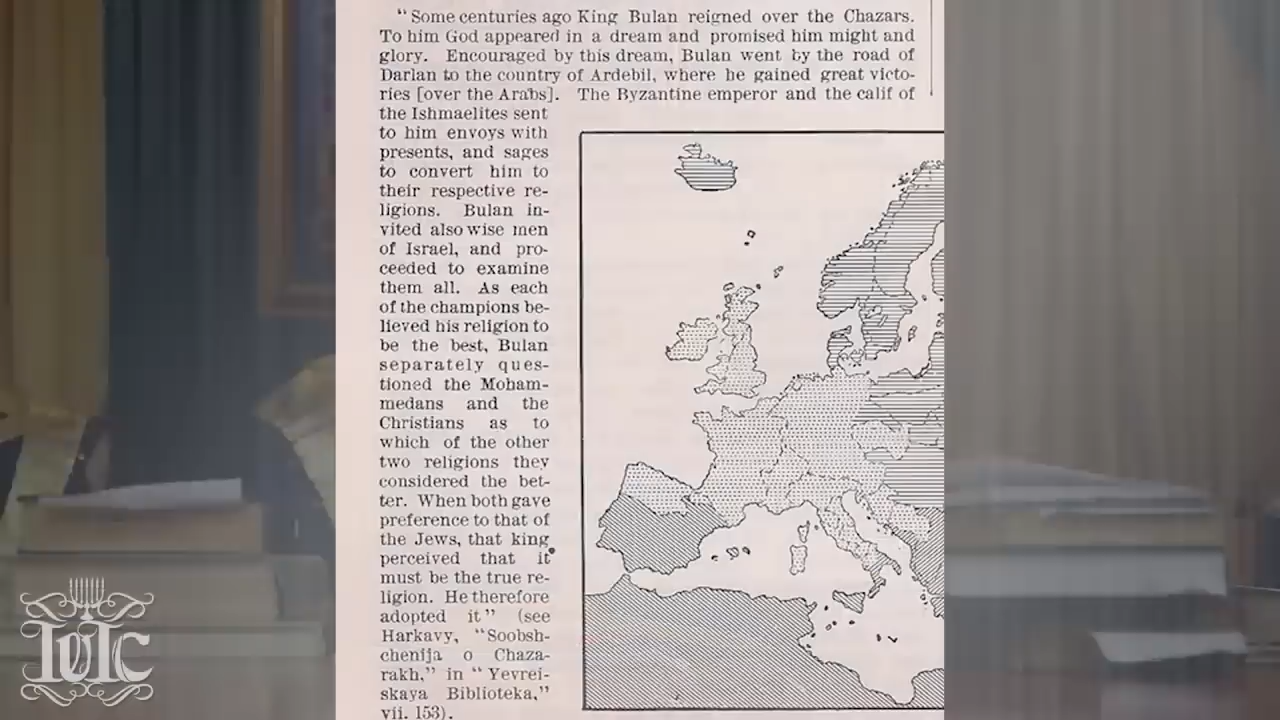 “Some centuries ago King Bulan reigned over the Chazars.
To him God appeared in a dream and promised him might and
glory. Encouraged by this dream, Bulan went by the road of
Darlan to the country of Ardebil, where he gained great victo-
ries [over the Arabs]. The Byzantine emperor and the calif of
the Ishmaelites sent
to him envoys with
presents, and sages
to convert him to
their respective re-
ligions. Bulan in-
vited also wise men
of Israel, and pro-
ceeded to examine
them all. As each
of the champions be-
lieved his religion to
be the best, Bulan
separately ques-
tioned the Moham-
medans and the
Christians as to
which of the other
two religions they
considered the bet-
ter. When both gave
preference to that of
the Jews, that king
perceived that it
must be the true re-
ligion. He therefore
adopted it” (see
Harkavy, “Soobsh-
chenija o Chaza-
rakh,” in “Yevrei-
skaya Biblioteka,”
vii. 153).
IUIC